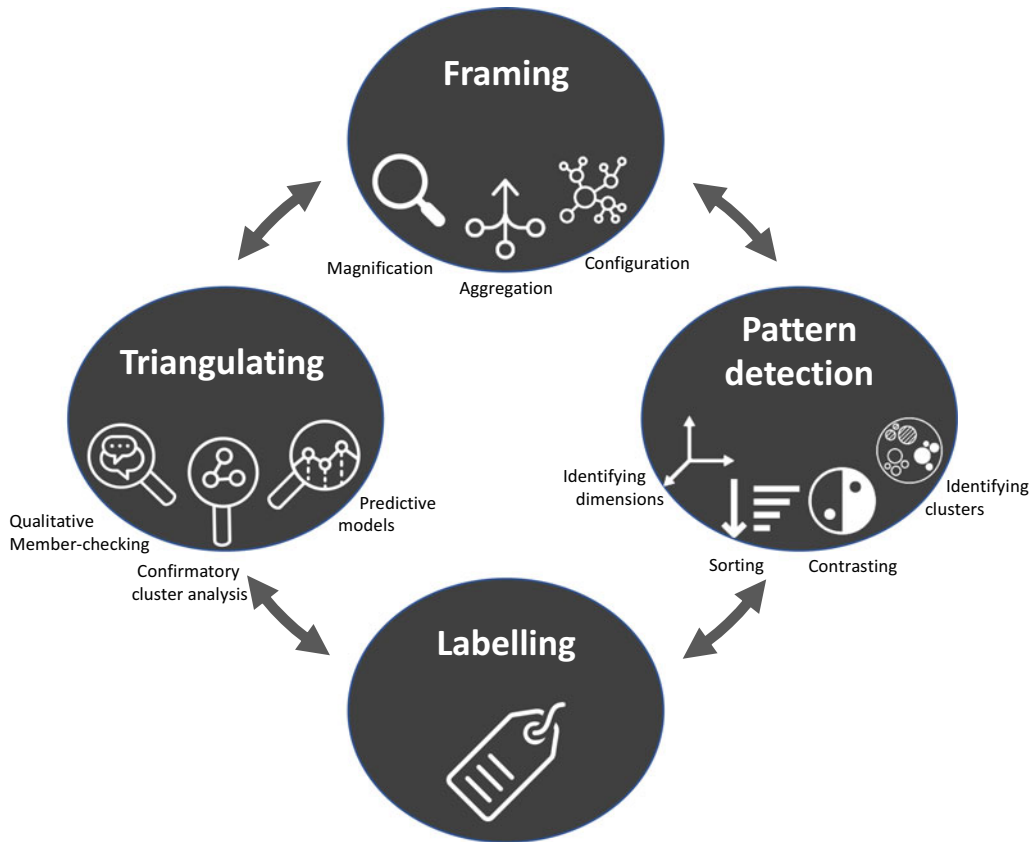 Framing
Magnification
Aggregation
Configuration
Triangulating
Qualitative
Member-checking
Confirmatory
cluster analysis
Predictive
models
Pattern
detection
Identifying
dimensions
Sorting
Contrasting
Identifying
clusters
Labelling